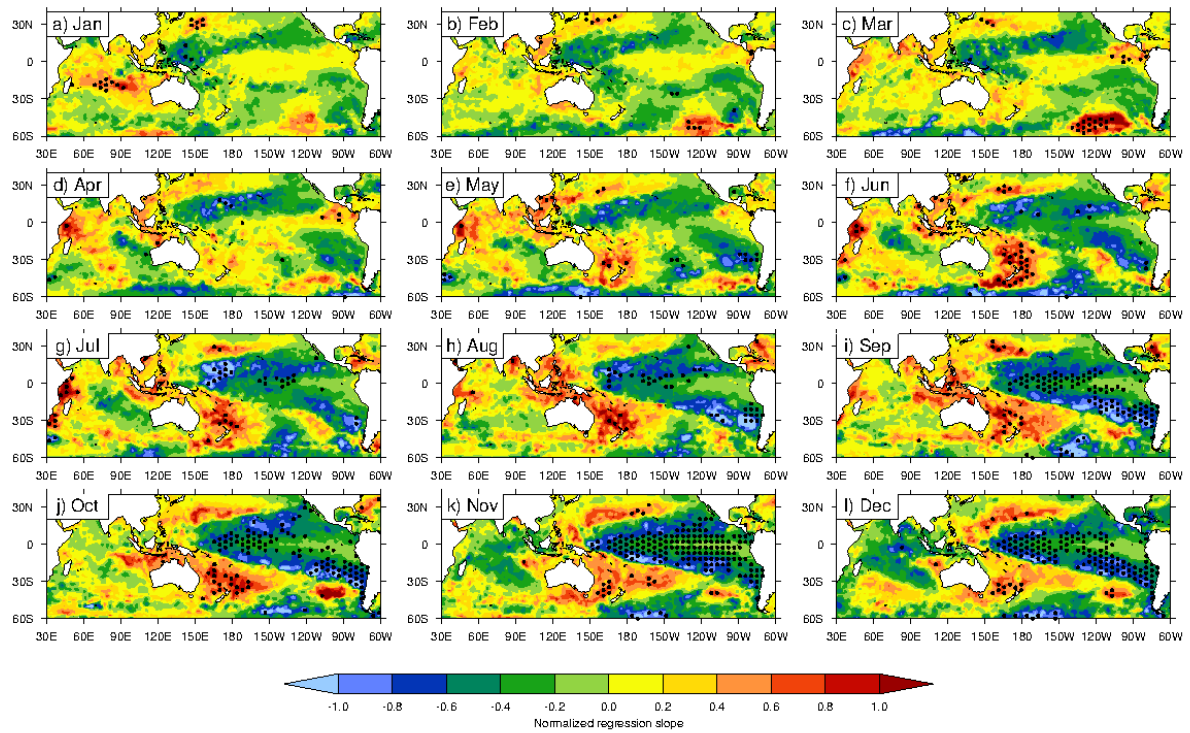 a) Jan b) Feb c) Mar
30N 30N 30N
0 0 0
30S 30S 30S
60S 60S 60S
30E 60E 90E 120E 150E 180 150W 120W 90W 60W 30E 60E 90E 120E 150E 180 150W 120W 90W 60W 30E 60E 90E 120E 150E 180 150W 120W 90W 60W
d) Apr e) May f) Jun
30N 30N 30N
0 0 0
30S 30S 30S
60S 60S 60S
30E 60E 90E 120E 150E 180 150W 120W 90W 60W 30E 60E 90E 120E 150E 180 150W 120W 90W 60W 30E 60E 90E 120E 150E 180 150W 120W 90W 60W
g) Jul h) Aug i) Sep
30N 30N 30N
0 0 0
30S 30S 30S
60S 60S 60S
30E 60E 90E 120E 150E 180 150W 120W 90W 60W 30E 60E 90E 120E 150E 180 150W 120W 90W 60W 30E 60E 90E 120E 150E 180 150W 120W 90W 60W
j) Oct k) Nov l) Dec
30N 30N 30N
0 0 0
30S 30S 30S
60S 60S 60S
30E 60E 90E 120E 150E 180 150W 120W 90W 60W 30E 60E 90E 120E 150E 180 150W 120W 90W 60W 30E 60E 90E 120E 150E 180 150W 120W 90W 60W
-1.0 -0.8 -0.6 -0.4 -0.2 0.0 0.2 0.4 0.6 0.8 1.0
Normalized regression slope